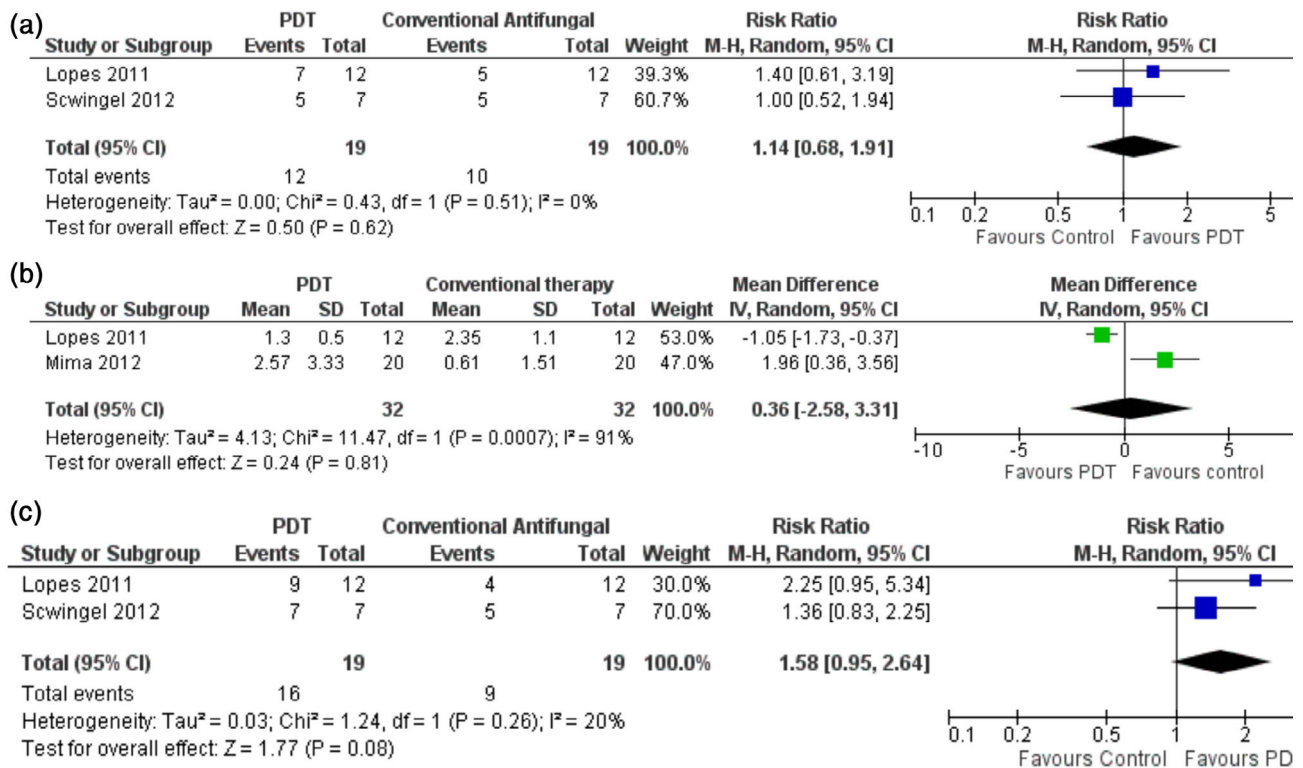 (a)
PDT Conventional Antifungal Risk Ratio Risk Ratio
Study or Subgroup Events Total Events Total Weight M-H, Random, 95% CI M-H, Random, 95% CI
Lopes 2011 7 12 5 12 39.3% 1.40 [0.61, 3.19]
Scwingel 2012 5 7 5 7 60.7% 1.00 [0.52, 1.94]
Total (95% CI) 19 19 100.0% 1.14 [0.68, 1.91]
Total events 12 10
Heterogeneity: Tau² = 0.00; Chi² = 0.43, df = 1 (P = 0.51); I² = 0%
Test for overall effect: Z = 0.50 (P = 0.62)
0.1 0.2 0.5 1 2 5
Favours Control Favours PDT
(b)
PDT Conventional therapy Mean Difference Mean Difference
Study or Subgroup Mean SD Total Mean SD Total Weight IV, Random, 95% CI IV, Random, 95% CI
Lopes 2011 1.3 0.5 12 2.35 1.1 12 53.0% -1.05 [-1.73, -0.37]
Mima 2012 2.57 3.33 20 0.61 1.51 20 47.0% 1.96 [0.36, 3.56]
Total (95% CI) 32 32 100.0% 0.36 [-2.58, 3.31]
Heterogeneity: Tau² = 4.13; Chi² = 11.47, df = 1 (P = 0.0007); I² = 91%
Test for overall effect: Z = 0.24 (P = 0.81)
-10 -5 0 5
Favours PDT Favours control
(c)
PDT Conventional Antifungal Risk Ratio Risk Ratio
Study or Subgroup Events Total Events Total Weight M-H, Random, 95% CI M-H, Random, 95% CI
Lopes 2011 9 12 4 12 30.0% 2.25 [0.95, 5.34]
Scwingel 2012 7 7 5 7 70.0% 1.36 [0.83, 2.25]
Total (95% CI) 19 19 100.0% 1.58 [0.95, 2.64]
Total events 16 9
Heterogeneity: Tau² = 0.03; Chi² = 1.24, df = 1 (P = 0.26); I² = 20%
Test for overall effect: Z = 1.77 (P = 0.08)
0.1 0.2 0.5 1 2
Favours Control Favours PD